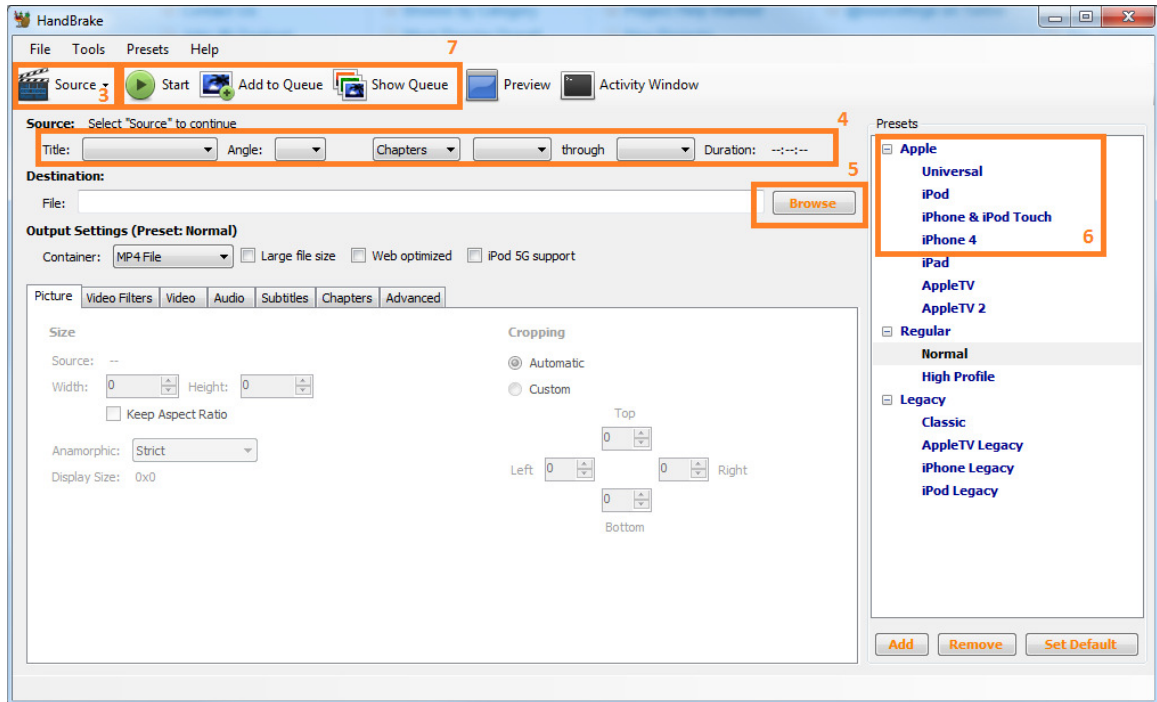 HandBrake
File Tools Presets Help
7
Source Start Add to Queue Show Queue Preview Activity Window
3
Source: Select "Source" to continue
4
Title: Angle: Chapters through Duration: --:--:--
Destination:
5
File: Browse
Output Settings (Preset: Normal)
Container: MP4 File Large file size Web optimized iPod 5G support
Picture Video Filters Video Audio Subtitles Chapters Advanced
Size
Source: --
Width: 0 Height: 0
Keep Aspect Ratio
Anamorphic: Strict
Display Size: 0x0
Cropping
Automatic
Custom
Top
0
Left 0 0 Right
0
Bottom
Presets
Apple
Universal
iPod
iPhone & iPod Touch
iPhone 4
6
iPad
AppleTV
AppleTV 2
Regular
Normal
High Profile
Legacy
Classic
AppleTV Legacy
iPhone Legacy
iPod Legacy
Add Remove Set Default